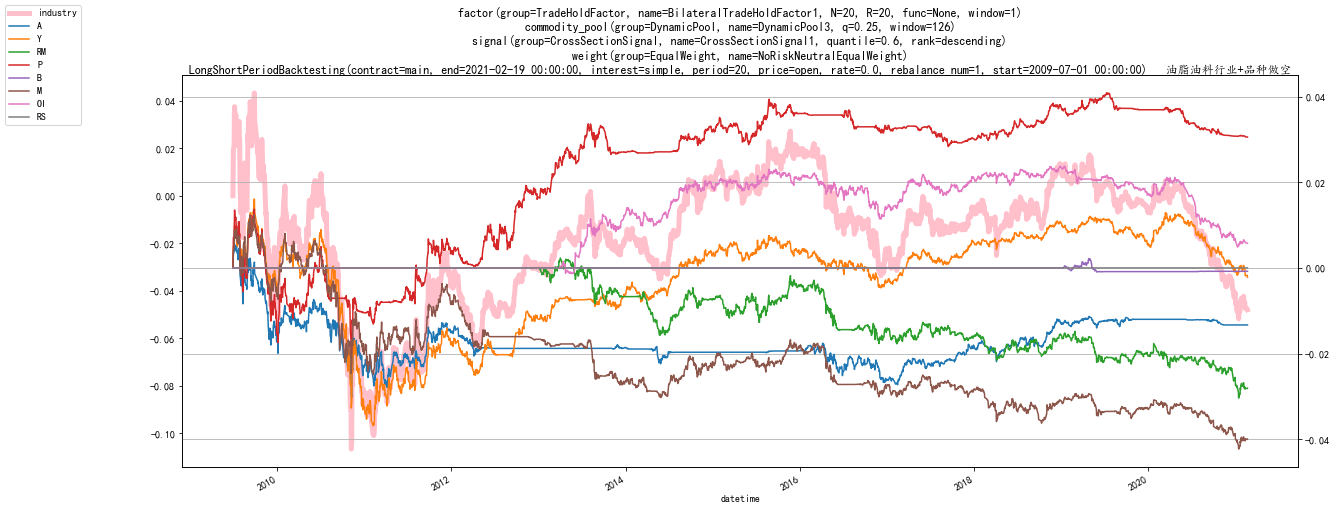 industry
A
Y
RM
P
B
M
OI
RS
factor(group=TradeHoldFactor, name=BilateralTradeHoldFactor1, N=20, R=20, func=None, window=1)
commodity_pool(group=DynamicPool, name=DynamicPool3, q=0.25, window=126)
signal(group=CrossSectionSignal, name=CrossSectionSignal1, quantile=0.6, rank=descending)
weight(group=EqualWeight, name=NoRiskNeutralEqualWeight)
LongShortPeriodBacktesting(contract=main, end=2021-02-19 00:00:00, interest=simple, period=20, price=open, rate=0.0, rebalance_num=1, start=2009-07-01 00:00:00) 油脂油料行业+品种做空
0.04
0.02
0.00
−0.02
−0.04
−0.06
−0.08
−0.10
0.04
0.02
0.00
−0.02
−0.04
2010
2012
2014
2016
2018
2020
datetime